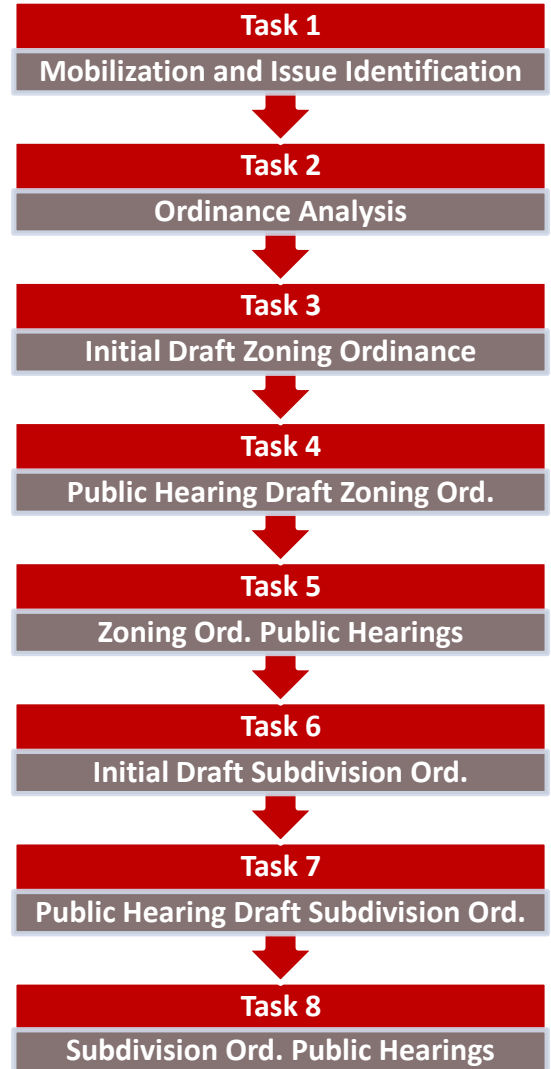 Task 1
Mobilization and Issue Identification
Task 2
Ordinance Analysis
Task 3
Initial Draft Zoning Ordinance
Task 4
Public Hearing Draft Zoning Ord.
Task 5
Zoning Ord. Public Hearings
Task 6
Initial Draft Subdivision Ord.
Task 7
Public Hearing Draft Subdivision Ord.
Task 8
Subdivision Ord. Public Hearings